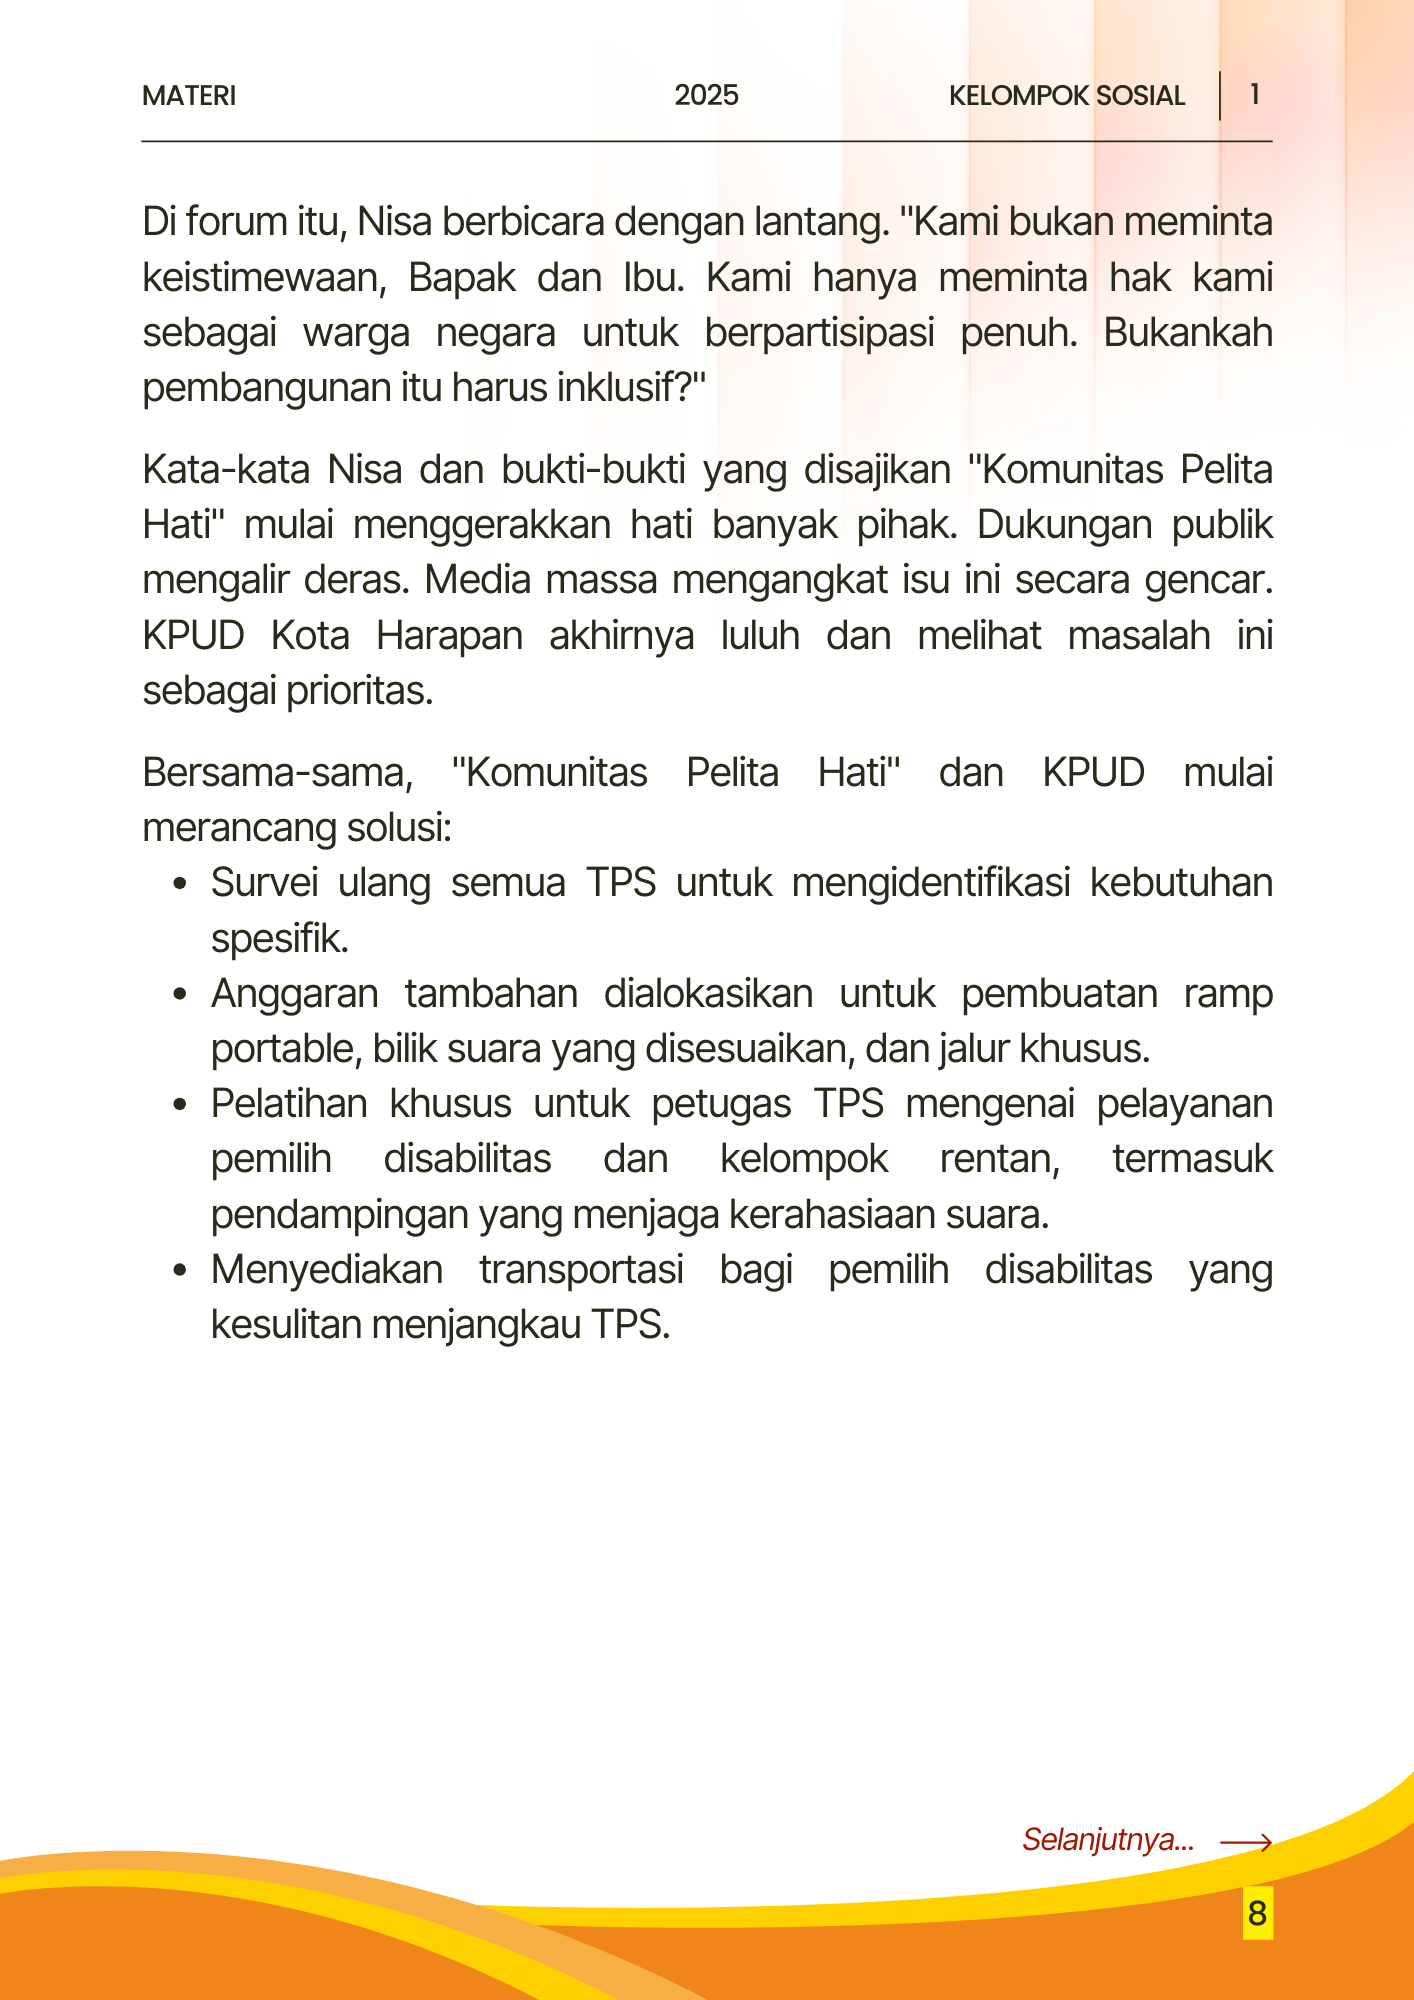 MATERI 2025 KELOMPOK SOSIAL 1
Di forum itu, Nisa berbicara dengan lantang. "Kami bukan meminta
keistimewaan, Bapak dan Ibu. Kami hanya meminta hak kami
sebagai warga negara untuk berpartisipasi penuh. Bukankah
pembangunan itu harus inklusif?"
Kata-kata Nisa dan bukti-bukti yang disajikan "Komunitas Pelita
Hati" mulai menggerakkan hati banyak pihak. Dukungan publik
mengalir deras. Media massa mengangkat isu ini secara gencar.
KPUD Kota Harapan akhirnya luluh dan melihat masalah ini
sebagai prioritas.
Bersama-sama, "Komunitas Pelita Hati" dan KPUD mulai
merancang solusi:
• Survei ulang semua TPS untuk mengidentifikasi kebutuhan
spesifik.
• Anggaran tambahan dialokasikan untuk pembuatan ramp
portable, bilik suara yang disesuaikan, dan jalur khusus.
• Pelatihan khusus untuk petugas TPS mengenai pelayanan
pemilih disabilitas dan kelompok rentan, termasuk
pendampingan yang menjaga kerahasiaan suara.
• Menyediakan transportasi bagi pemilih disabilitas yang
kesulitan menjangkau TPS.
Selanjutnya...
8